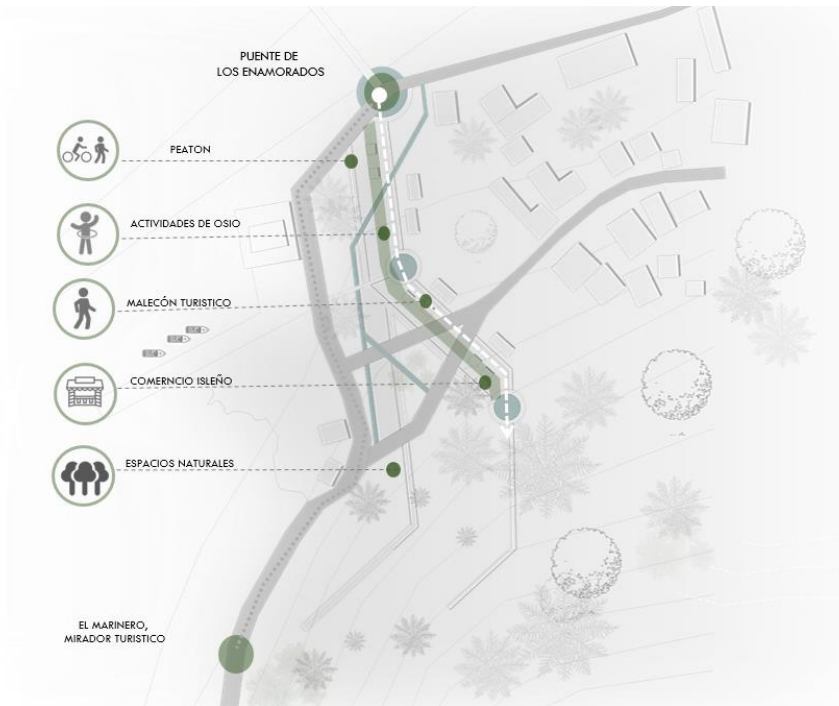 PUENTE DE
LOS ENAMORADOS
PEATON
ACTIVIDADES DE OSIO
MALECÓN TURISTICO
COMERNCIO ISLEÑO
ESPACIOS NATURALES
EL MARINERO,
MIRADOR TURISTICO